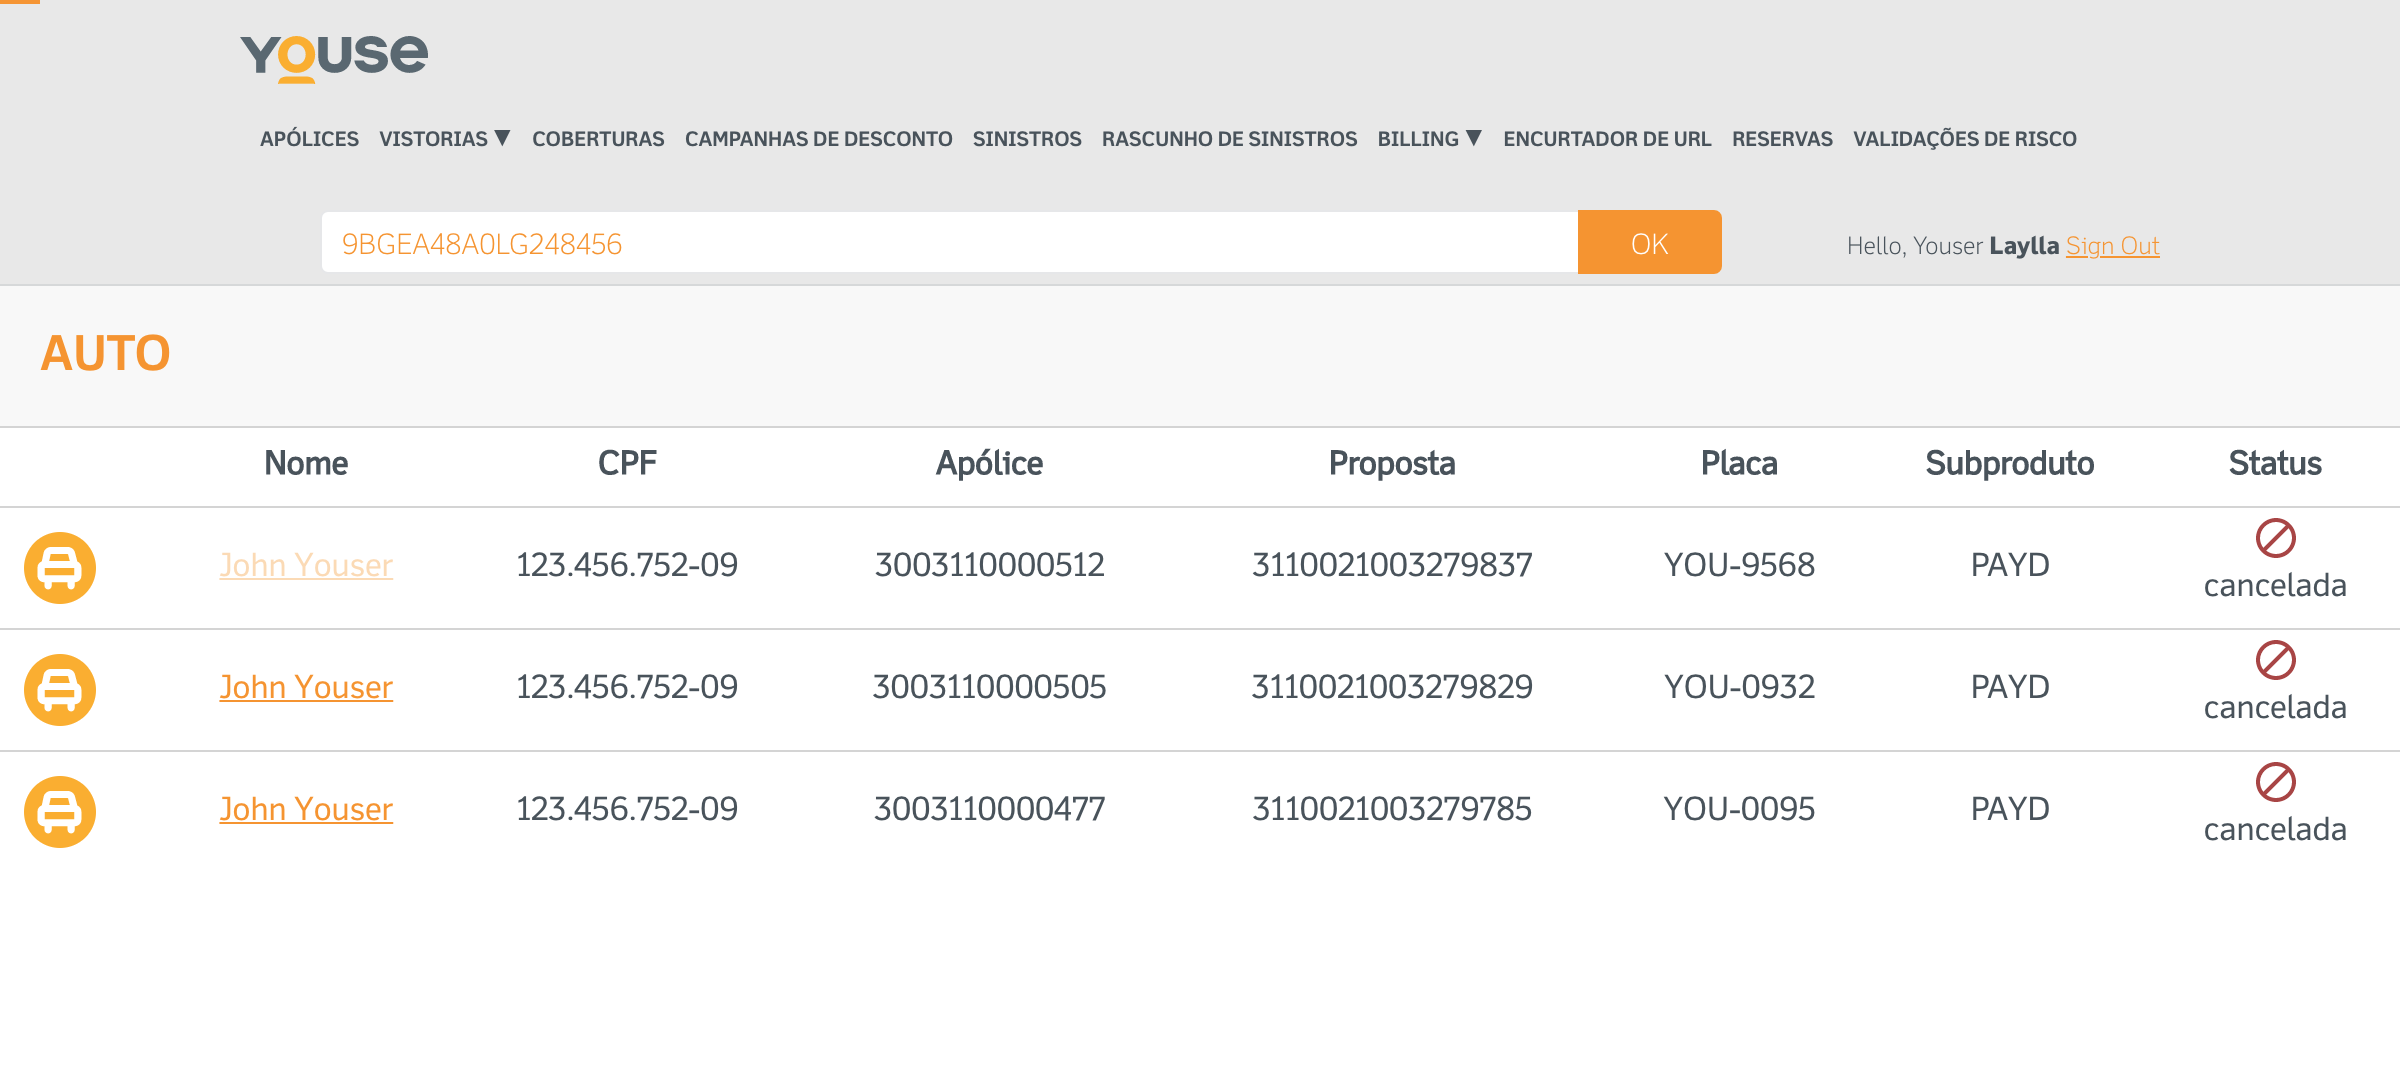 Youse
APÓLICES VISTORIAS ▼ COBERTURAS CAMPANHAS DE DESCONTO SINISTROS RASCUNHO DE SINISTROS BILLING ▼ ENCURTADOR DE URL RESERVAS VALIDAÇÕES DE RISCO
9BGEA48A0LG248456 OK Hello, Youser Laylla Sign Out
AUTO
Nome CPF Apólice Proposta Placa Subproduto Status
John Youser 123.456.752-09 3003110000512 3110021003279837 YOU-9568 PAYD cancelada
John Youser 123.456.752-09 3003110000505 3110021003279829 YOU-0932 PAYD cancelada
John Youser 123.456.752-09 3003110000477 3110021003279785 YOU-0095 PAYD cancelada